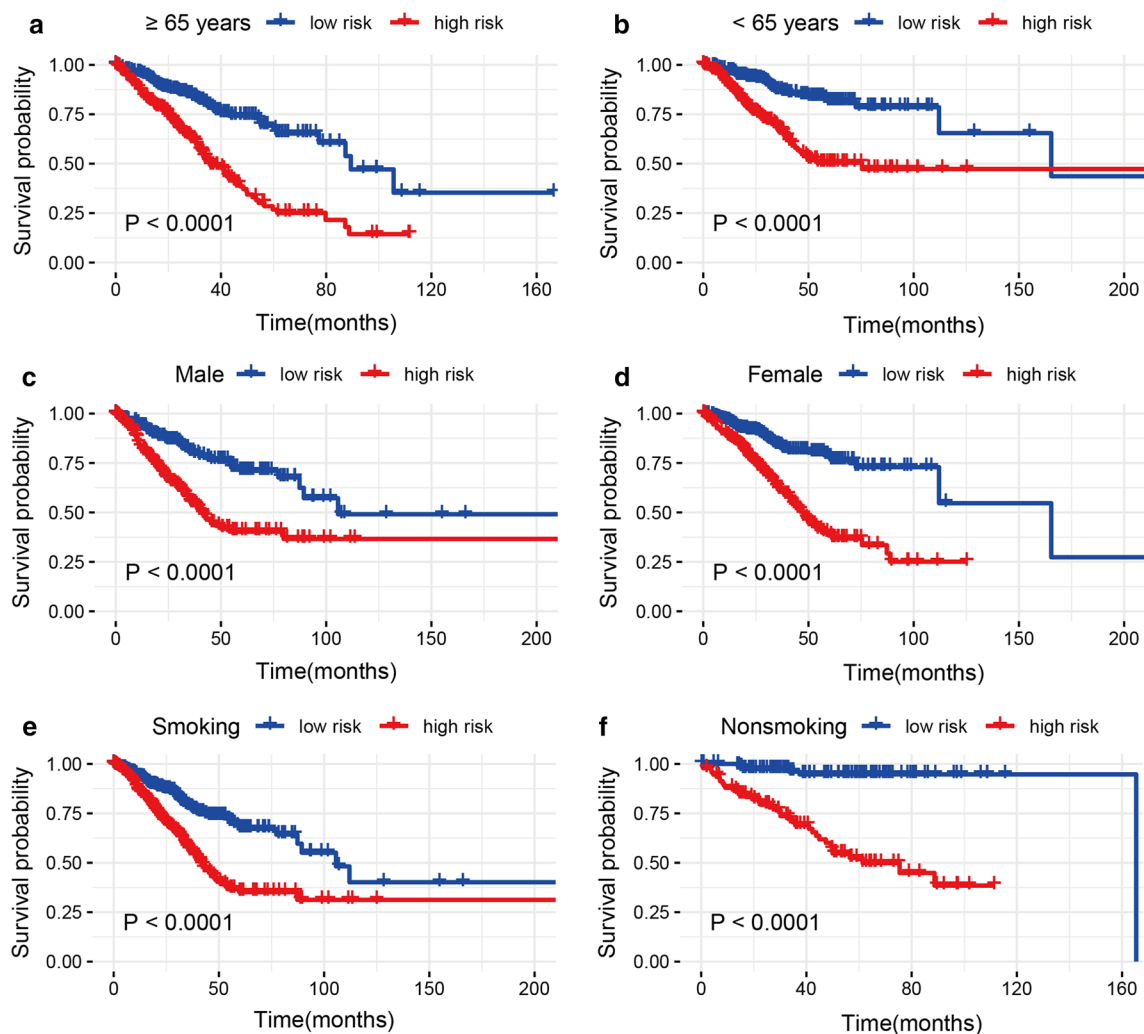 a ≥ 65 years low risk high risk
Survival probability
1.00
0.75
0.50
0.25
0.00
P < 0.0001
0 40 80 120 160
Time(months)
b < 65 years low risk high risk
Survival probability
1.00
0.75
0.50
0.25
0.00
P < 0.0001
0 50 100 150 200
Time(months)
c Male low risk high risk
Survival probability
1.00
0.75
0.50
0.25
0.00
P < 0.0001
0 50 100 150 200
Time(months)
d Female low risk high risk
Survival probability
1.00
0.75
0.50
0.25
0.00
P < 0.0001
0 50 100 150 200
Time(months)
e Smoking low risk high risk
Survival probability
1.00
0.75
0.50
0.25
0.00
P < 0.0001
0 50 100 150 200
Time(months)
f Nonsmoking low risk high risk
Survival probability
1.00
0.75
0.50
0.25
0.00
P < 0.0001
0 40 80 120 160
Time(months)